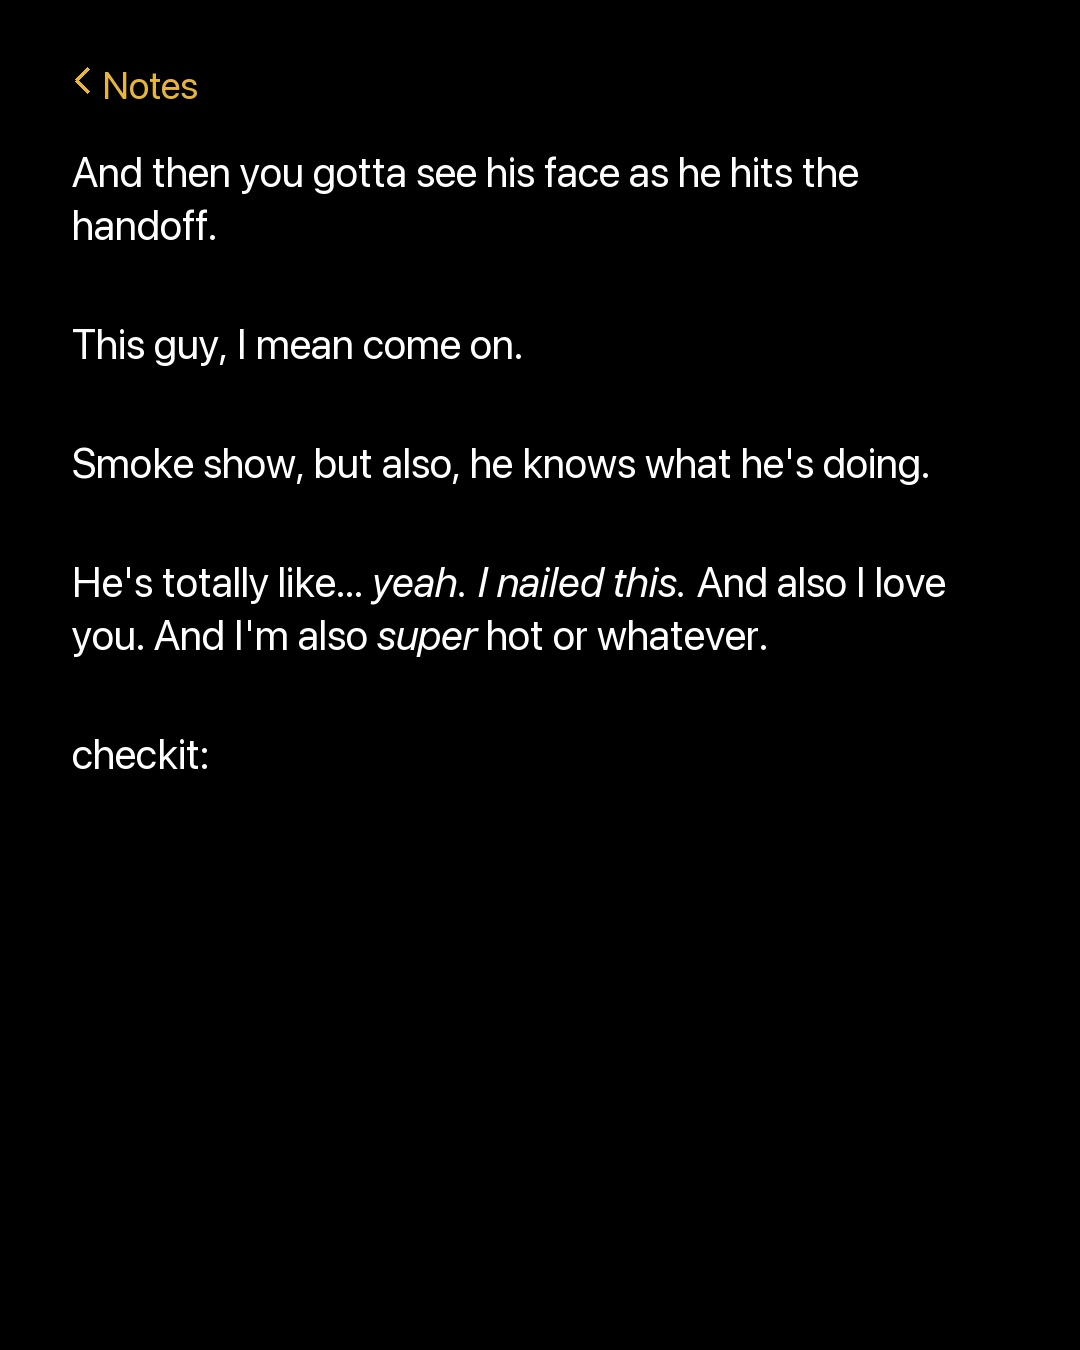 Notes
And then you gotta see his face as he hits the
handoff.
This guy, I mean come on.
Smoke show, but also, he knows what he's doing.
He's totally like... yeah. I nailed this. And also I love
you. And I'm also super hot or whatever.
checkit: